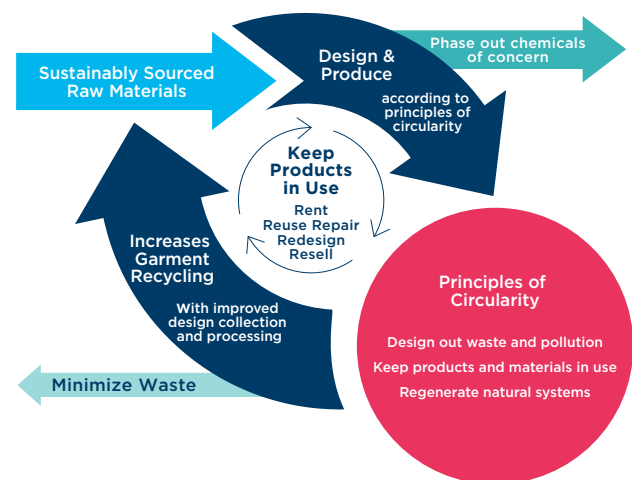 Sustainably Sourced
Raw Materials
Design &
Produce
according to
principles of
circularity
Phase out chemicals
of concern
Keep
Products
in Use
Rent
Reuse Repair
Redesign
Resell
Increases
Garment
Recycling
With improved
design collection
and processing
Minimize Waste
Principles of
Circularity
Design out waste and pollution
Keep products and materials in use
Regenerate natural systems